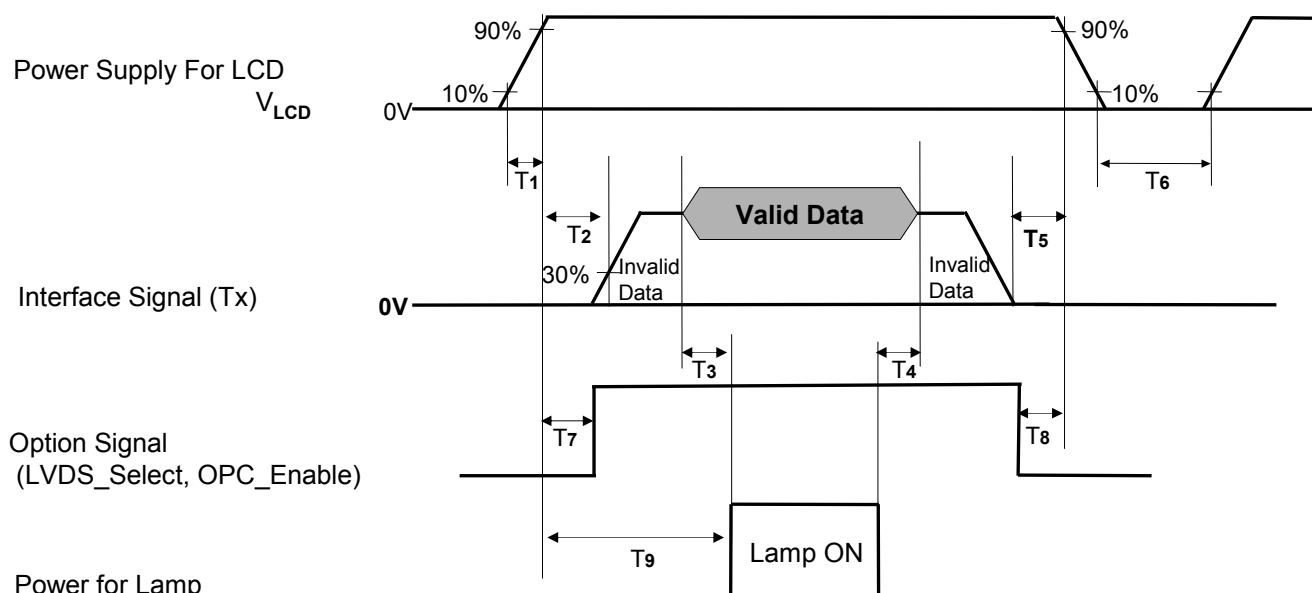 90%
90%
Power Supply For LCD
10%
10%
VLCD
0V
T1
T6
Valid Data
T2
T5
30%
Invalid
Data
Invalid
Data
Interface Signal (Tx)
0V
T3
T4
T7
T8
Option Signal
(LVDS_Select, OPC_Enable)
T9
Lamp ON
Power for Lamp